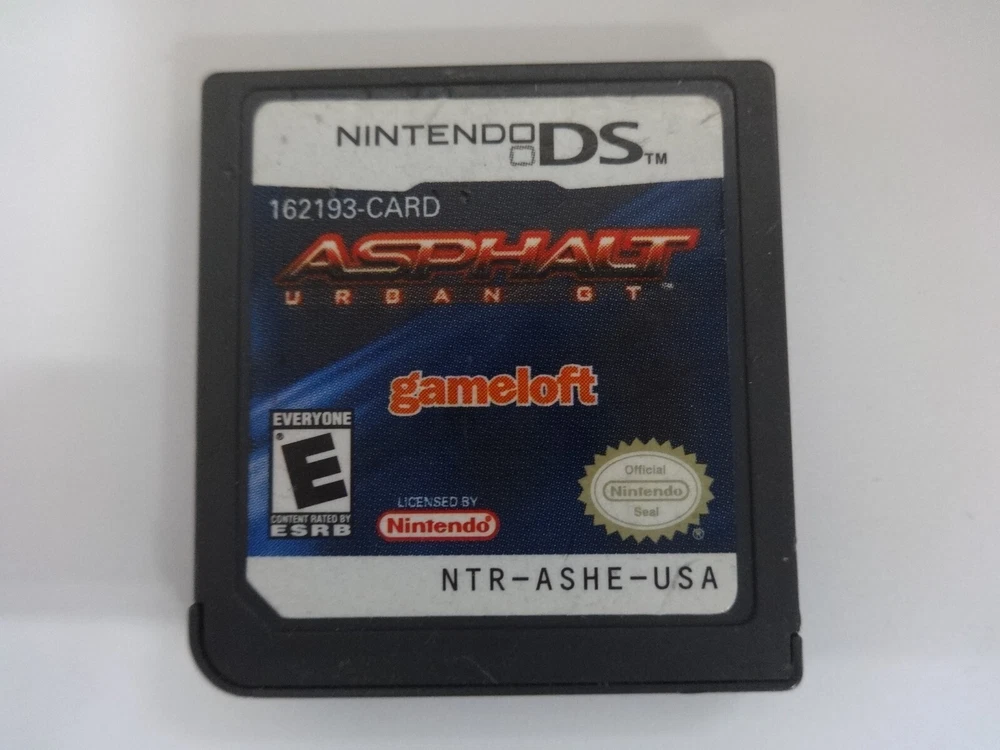 NINTENDO DS™
162193-CARD
ASPHALT
URBAN GT™
gameloft
EVERYONE
E
CONTENT RATED BY
ESRB
LICENSED BY
Nintendo®
Official
Nintendo
Seal
®
NTR-ASHE-USA